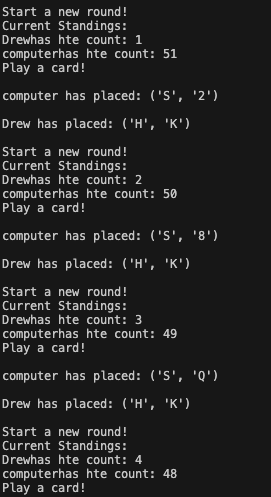 Start a new round!
Current Standings:
Drewhas hte count: 1
computerhas hte count: 51
Play a card!
computer has placed: ('S', '2')
Drew has placed: ('H', 'K')
Start a new round!
Current Standings:
Drewhas hte count: 2
computerhas hte count: 50
Play a card!
computer has placed: ('S', '8')
Drew has placed: ('H', 'K')
Start a new round!
Current Standings:
Drewhas hte count: 3
computerhas hte count: 49
Play a card!
computer has placed: ('S', 'Q')
Drew has placed: ('H', 'K')
Start a new round!
Current Standings:
Drewhas hte count: 4
computerhas hte count: 48
Play a card!